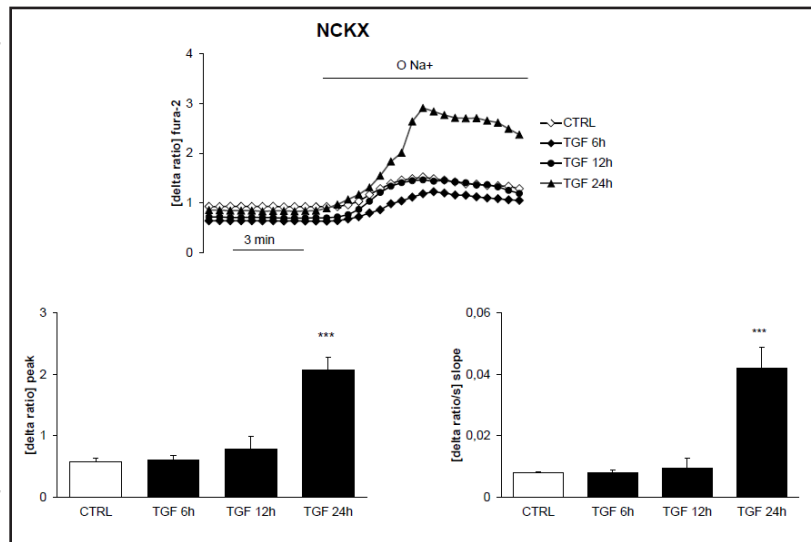 NCKX
4
3
2
1
0
[delta ratio] fura-2
O Na+
3 min
CTRL
TGF 6h
TGF 12h
TGF 24h
3
2
1
0
[delta ratio] peak
***
CTRL
TGF 6h
TGF 12h
TGF 24h
0,06
0,04
0,02
0,00
[delta ratio/s] slope
***
CTRL
TGF 6h
TGF 12h
TGF 24h